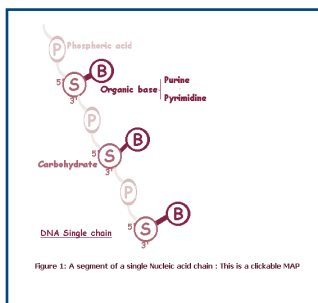 Phosphoric acid
P
B
5'
S
Organic base
Purine
Pyrimidine
3'
P
B
5'
S
Carbohydrate
3'
P
B
5'
S
DNA Single chain
3'
Figure 1: A segment of a single Nucleic acid chain : This is a clickable MAP